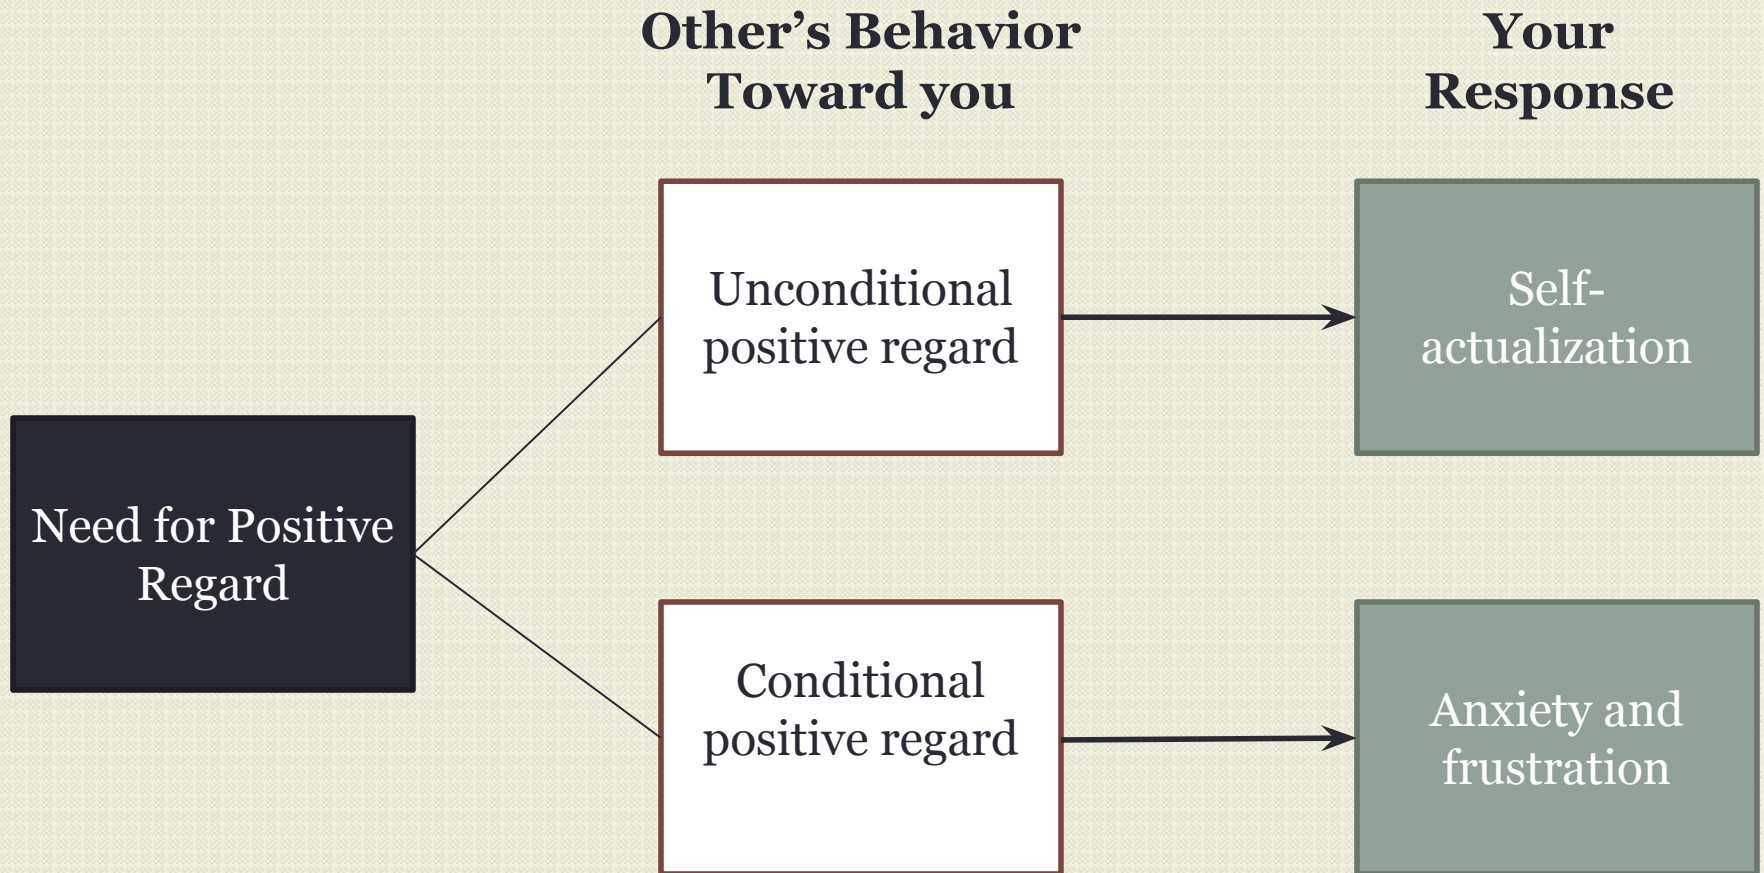 Other’s Behavior
Toward you
Your
Response
Unconditional
positive regard
Self-
actualization
Need for Positive
Regard
Conditional
positive regard
Anxiety and
frustration